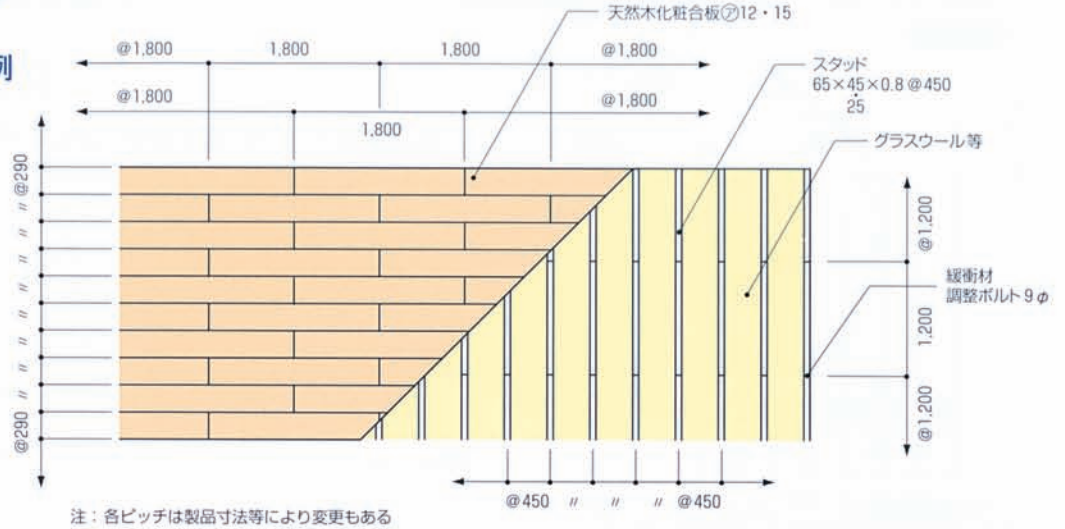 例
天然木化粧合板㋐12・15
@1,800 1,800 1,800 @1,800
@1,800 1,800 @1,800
スタッド
65×45×0.8 @450
25
グラスウール等
@290 〃 〃 〃 〃 〃 〃 〃 〃 @290
@1,200 1,200 @1,200
緩衝材
調整ボルト9φ
@450 〃 〃 〃 @450
注：各ピッチは製品寸法等により変更もある